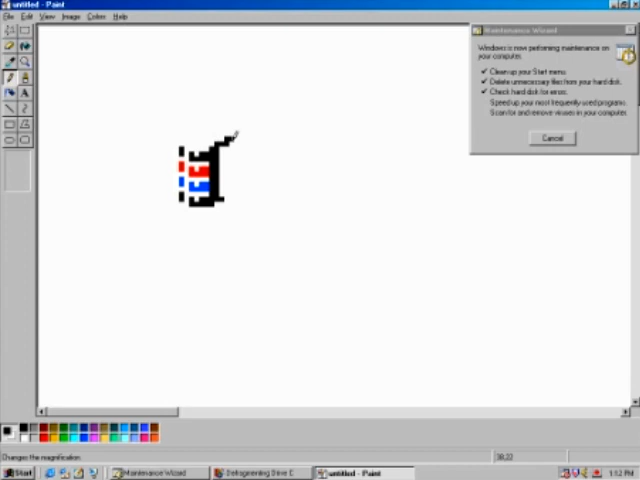 untitled - Paint
File Edit View Image Colors Help
Maintenance Wizard
Windows is now performing maintenance on
your computer.
✓ Clean up your Start menu.
✓ Delete unnecessary files from your hard disk.
✓ Check hard disk for errors.
Speed up your most frequently used programs.
Scan for and remove viruses in your computer.
Cancel
A
Changes the magnification.
38,22
Start
Maintenance Wizard
Defragmenting Drive C
untitled - Paint
1:12 PM